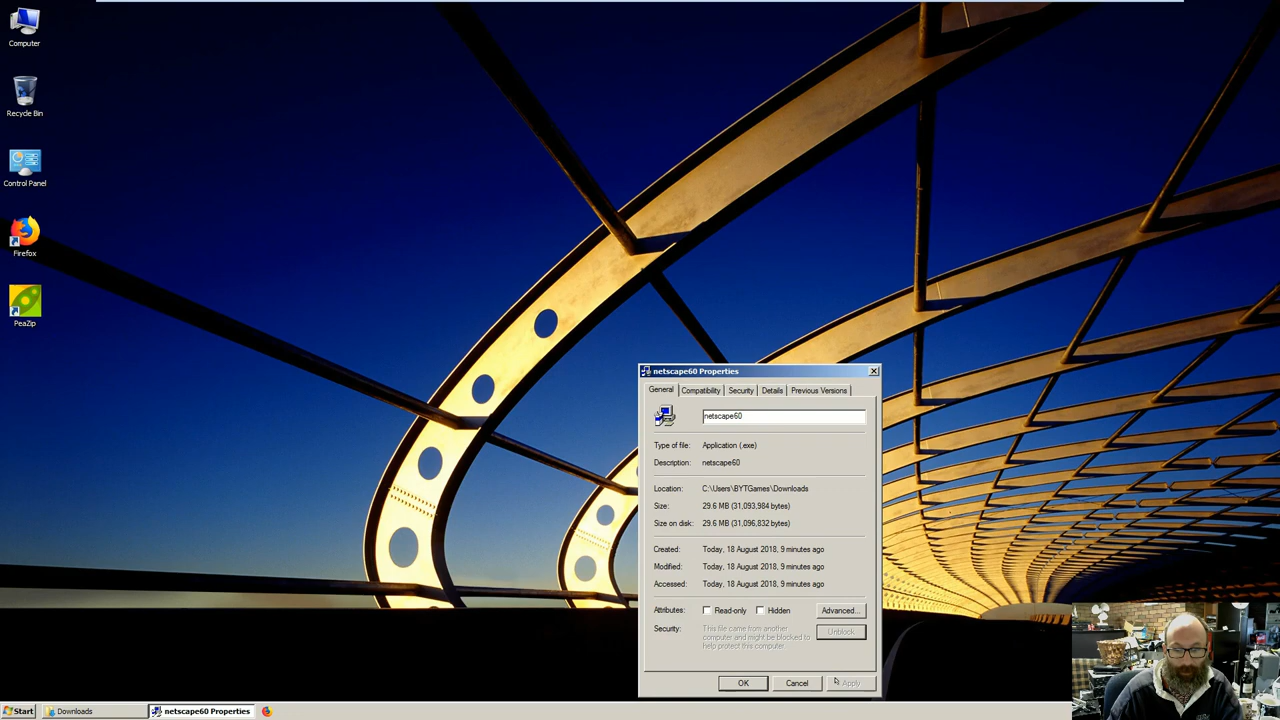 Computer
Recycle Bin
Control Panel
Firefox
PeaZip
netscape60 Properties
General
Compatibility
Security
Details
Previous Versions
netscape60
Type of file:
Application (.exe)
Description:
netscape60
Location:
C:\Users\BYTGames\Downloads
Size:
29.6 MB (31,093,984 bytes)
Size on disk:
29.6 MB (31,096,832 bytes)
Created:
Today, 18 August 2018, 9 minutes ago
Modified:
Today, 18 August 2018, 9 minutes ago
Accessed:
Today, 18 August 2018, 9 minutes ago
Attributes:
Read-only
Hidden
Advanced...
Security:
This file came from another
computer and might be blocked to
help protect this computer.
Unblock
OK
Cancel
Apply
Start
Downloads
netscape60 Properties